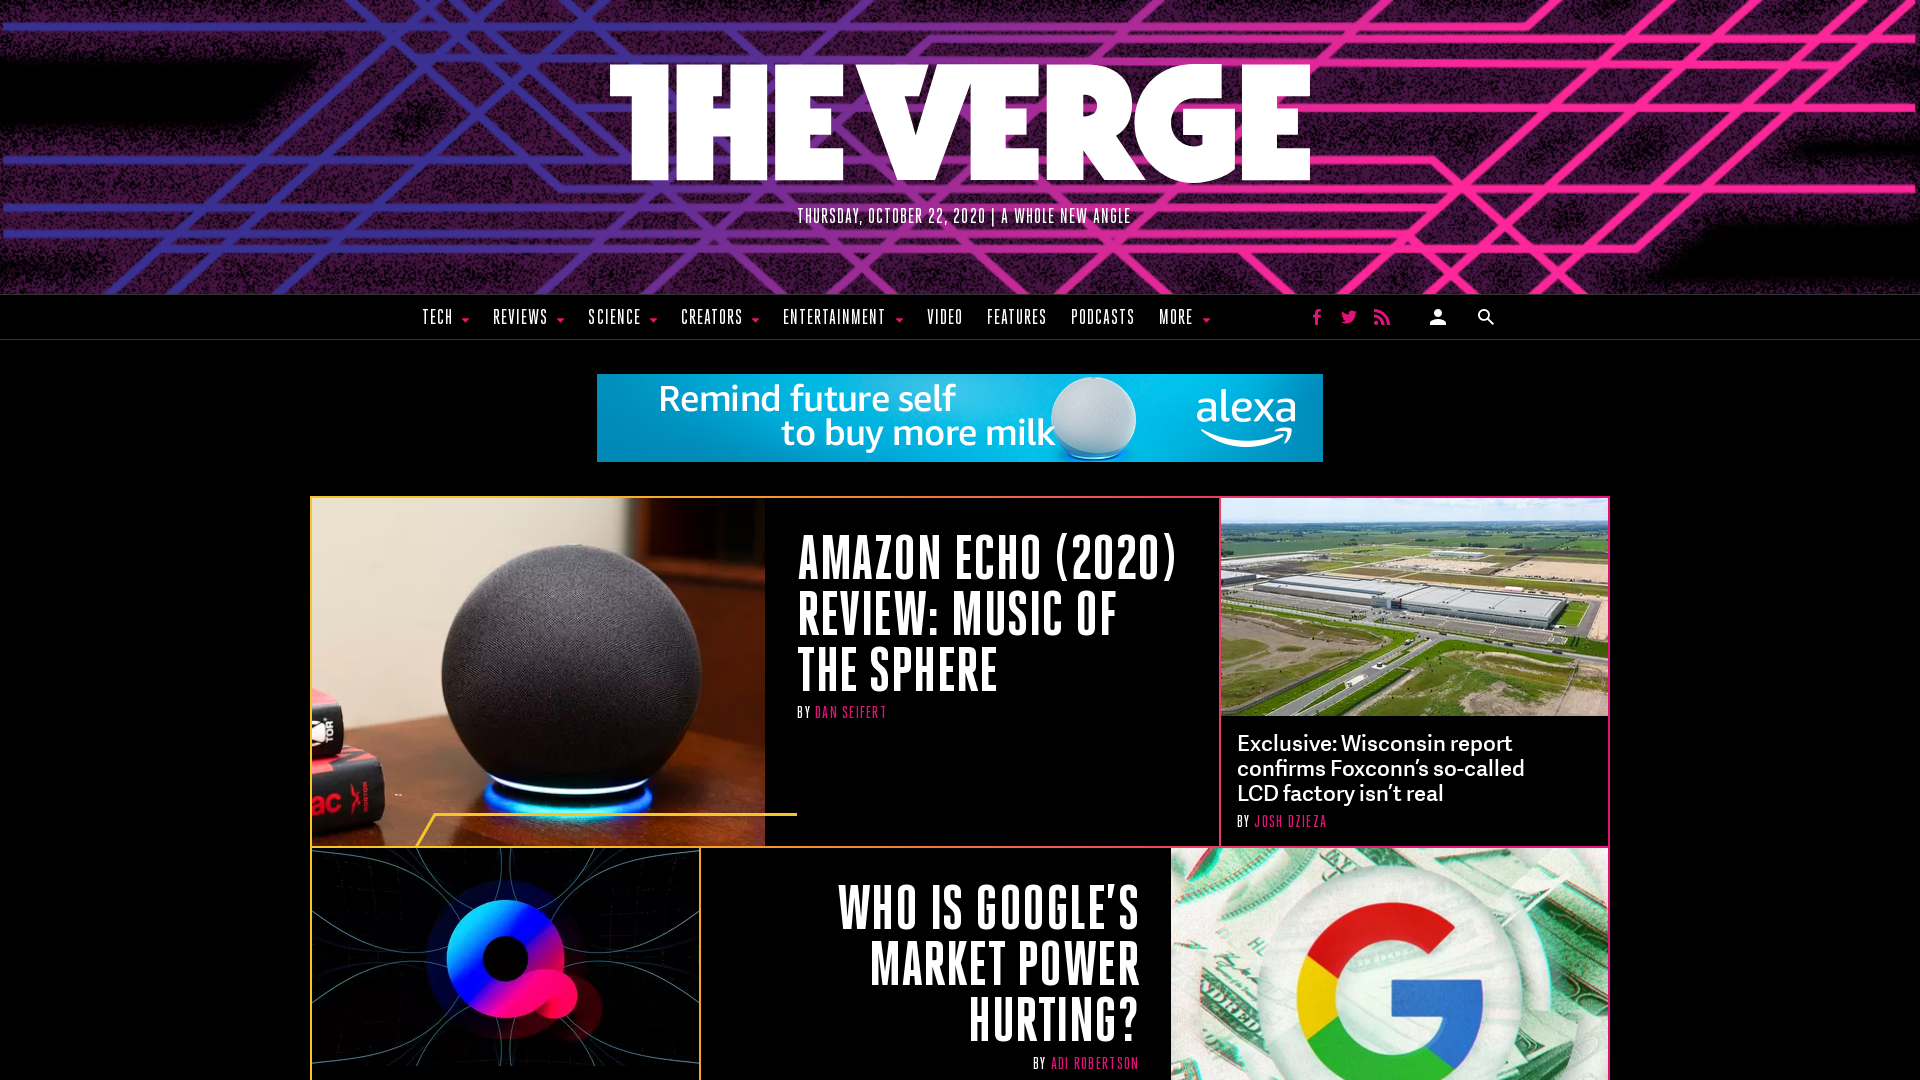 THE VERGE
THURSDAY, OCTOBER 22, 2020 | A WHOLE NEW ANGLE
TECH REVIEWS SCIENCE CREATORS ENTERTAINMENT VIDEO FEATURES PODCASTS MORE
Remind future self
to buy more milk
alexa
AMAZON ECHO (2020)
REVIEW: MUSIC OF
THE SPHERE
BY DAN SEIFERT
TOR
ac
Exclusive: Wisconsin report
confirms Foxconn’s so-called
LCD factory isn’t real
BY JOSH DZIEZA
WHO IS GOOGLE’S
MARKET POWER
HURTING?
BY ADI ROBERTSON